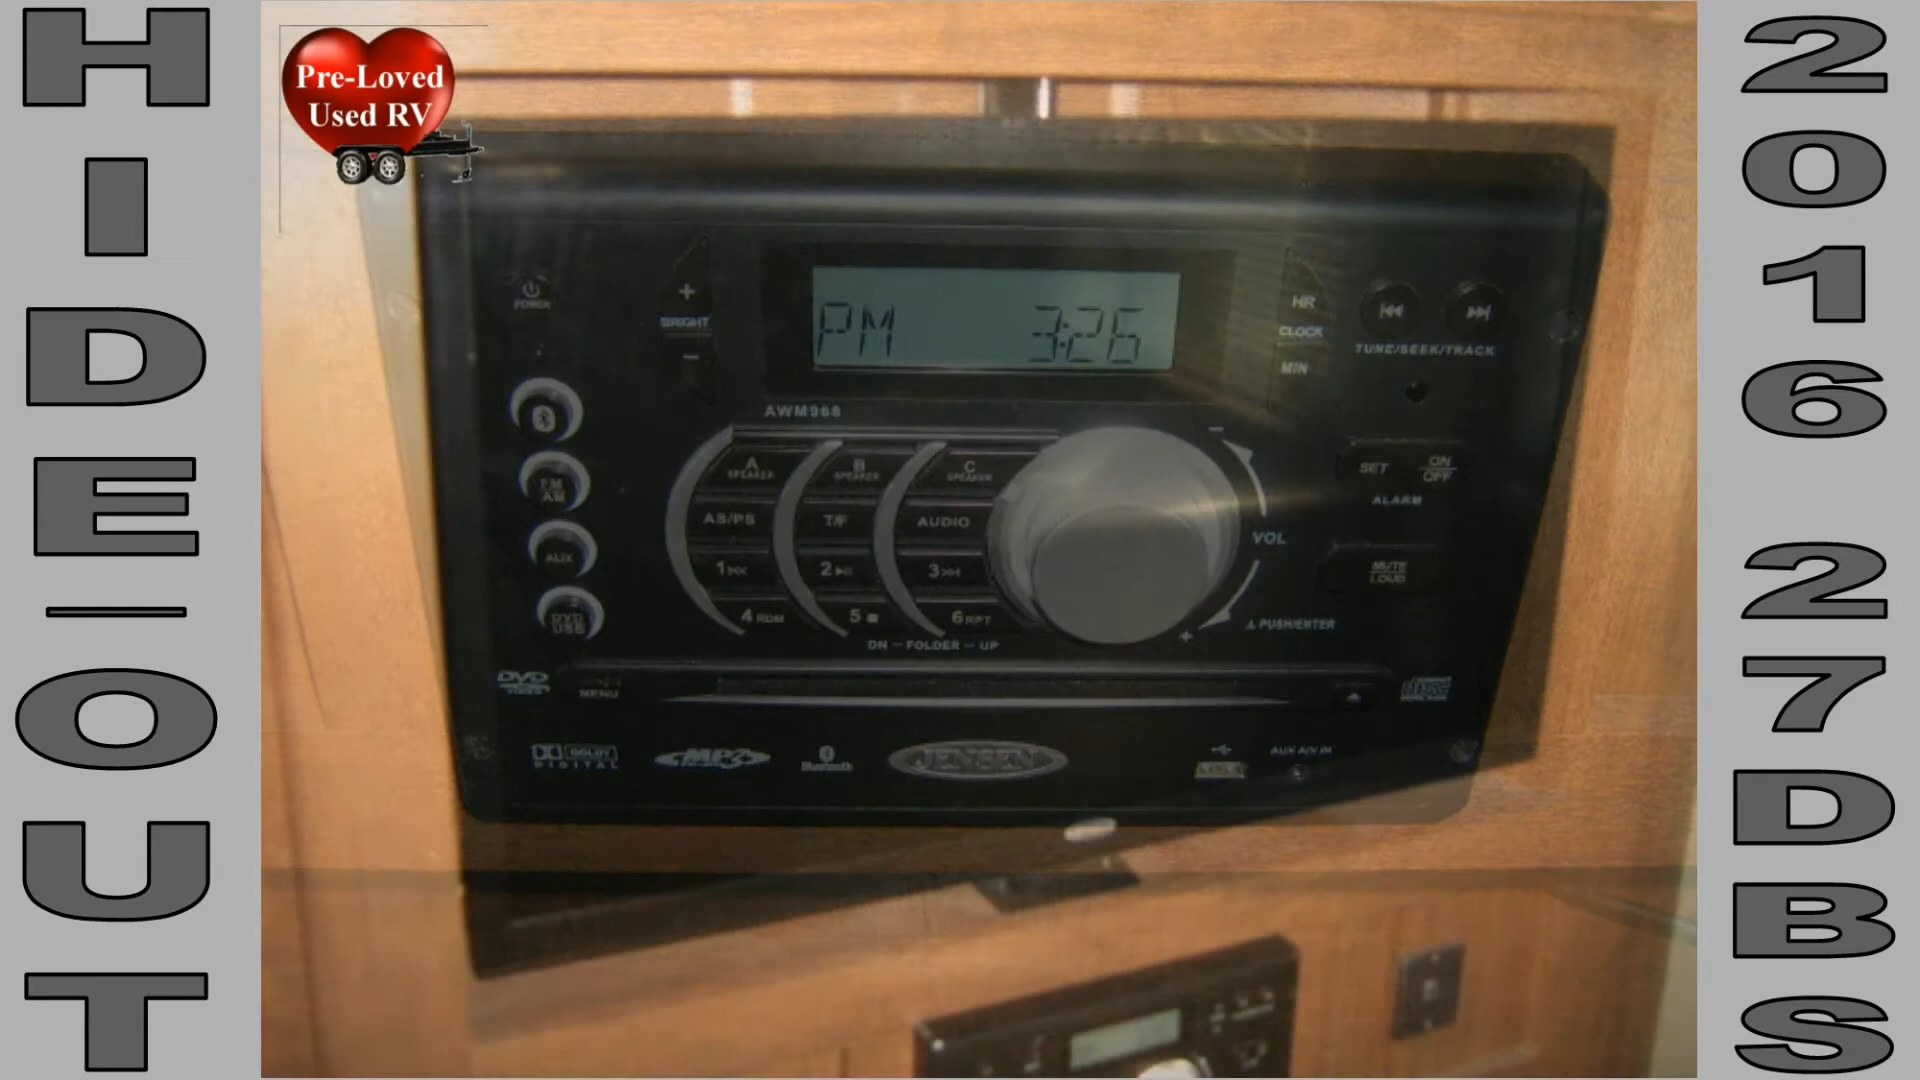 HIDE-OUT
Pre-Loved
Used RV
POWER
+
BRIGHT
−
PM 3:26
HR
CLOCK
MIN
TUNE/SEEK/TRACK
AWM968
A
SPEAKER
B
SPEAKER
C
SPEAKER
AS/PS
T/F
AUDIO
1
2
3
4 RDM
5
6 RPT
DN – FOLDER – UP
FM
AM
AUX
DVD
USB
−
VOL
+
PUSH/ENTER
SET
ON
OFF
ALARM
MUTE
LOUD
DVD
VIDEO
MENU
DOLBY
DIGITAL
MP3
Bluetooth
JENSEN
AUX A/V IN
2016 27DBS